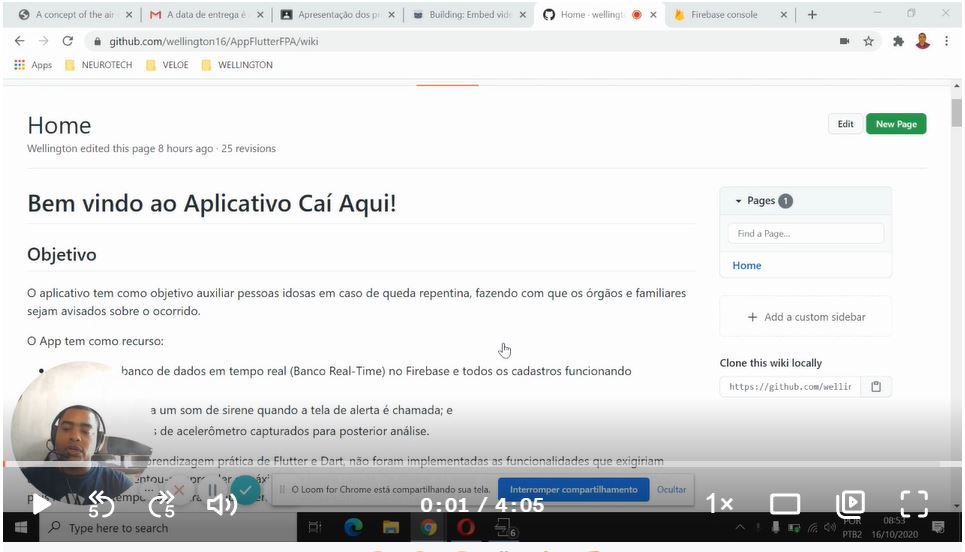 A concept of the air
A data de entrega é
Apresentação dos p
Building: Embed vide
Home · wellingt
Firebase console
github.com/wellington16/AppFlutterFPA/wiki
Apps
NEUROTECH
VELOE
WELLINGTON
Home
Edit
New Page
Wellington edited this page 8 hours ago · 25 revisions
Bem vindo ao Aplicativo Caí Aqui!
Pages 1
Find a Page...
Home
Objetivo
O aplicativo tem como objetivo auxiliar pessoas idosas em caso de queda repentina, fazendo com que os órgãos e familiares
sejam avisados sobre o ocorrido.
+ Add a custom sidebar
O App tem como recurso:
Clone this wiki locally
banco de dados em tempo real (Banco Real-Time) no Firebase e todos os cadastros funcionando
https://github.com/wellin
a um som de sirene quando a tela de alerta é chamada; e
s de acelerômetro capturados para posterior análise.
prendizagem prática de Flutter e Dart, não foram implementadas as funcionalidades que exigiriam
O Loom for Chrome está compartilhando sua tela.
Interromper compartilhamento
Ocultar
5
5
0:01 / 4:05
1×
Type here to search
6
POR
PTB2
08:53
16/10/2020